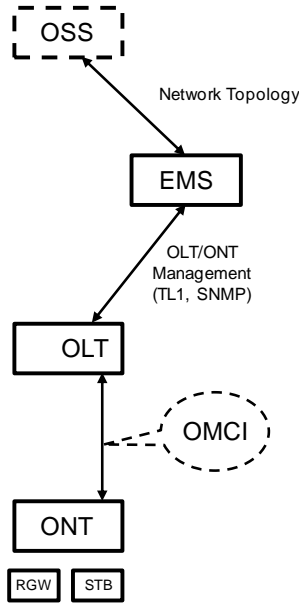 OSS
Network Topology
EMS
OLT/ONT
Management
(TL1, SNMP)
OLT
OMCI
ONT
RGW
STB